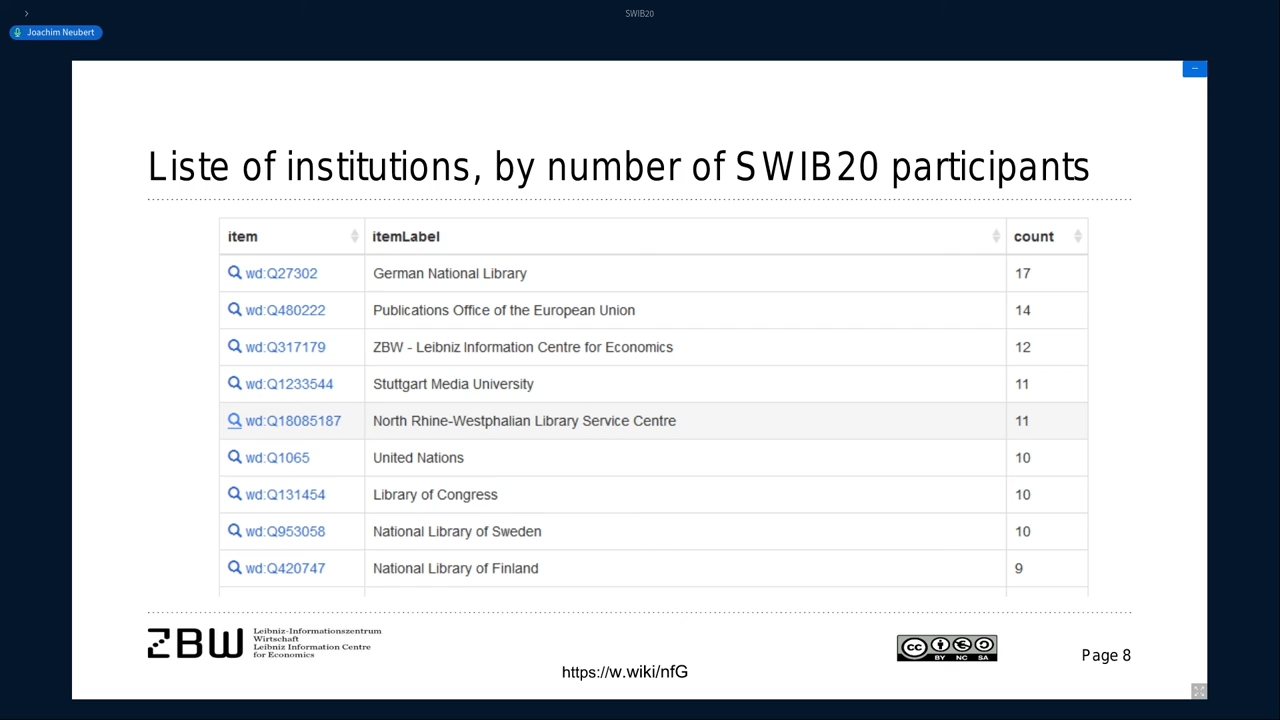 SWIB20
Joachim Neubert
Liste of institutions, by number of SWIB20 participants
item itemLabel count
wd:Q27302 German National Library 17
wd:Q480222 Publications Office of the European Union 14
wd:Q317179 ZBW - Leibniz Information Centre for Economics 12
wd:Q1233544 Stuttgart Media University 11
wd:Q18085187 North Rhine-Westphalian Library Service Centre 11
wd:Q1065 United Nations 10
wd:Q131454 Library of Congress 10
wd:Q953058 National Library of Sweden 10
wd:Q420747 National Library of Finland 9
ZBW
Leibniz-Informationszentrum
Wirtschaft
Leibniz Information Centre
for Economics
https://w.wiki/nfG
cc
BY NC SA
Page 8